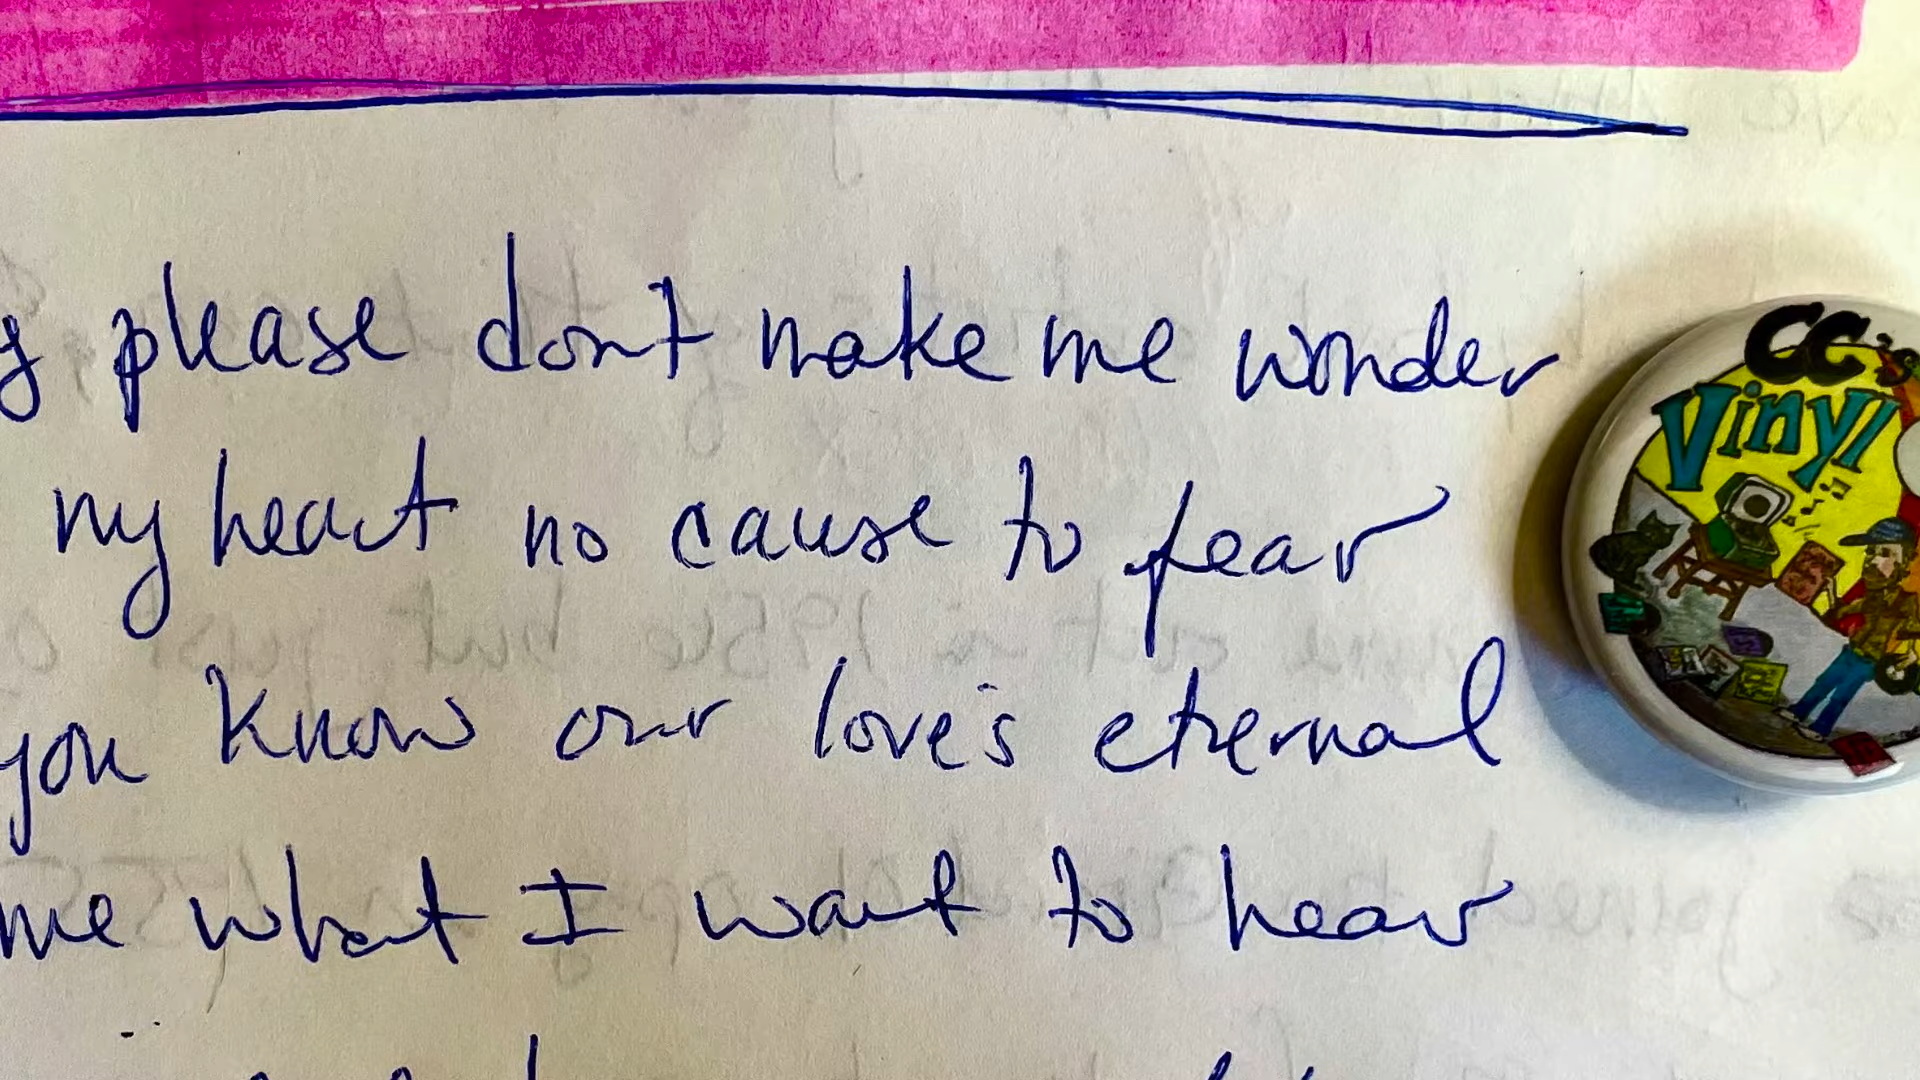 please don't make me wonder
my heart no cause to fear
you know our love's eternal
me what I want to hear
CC's
Vinyl